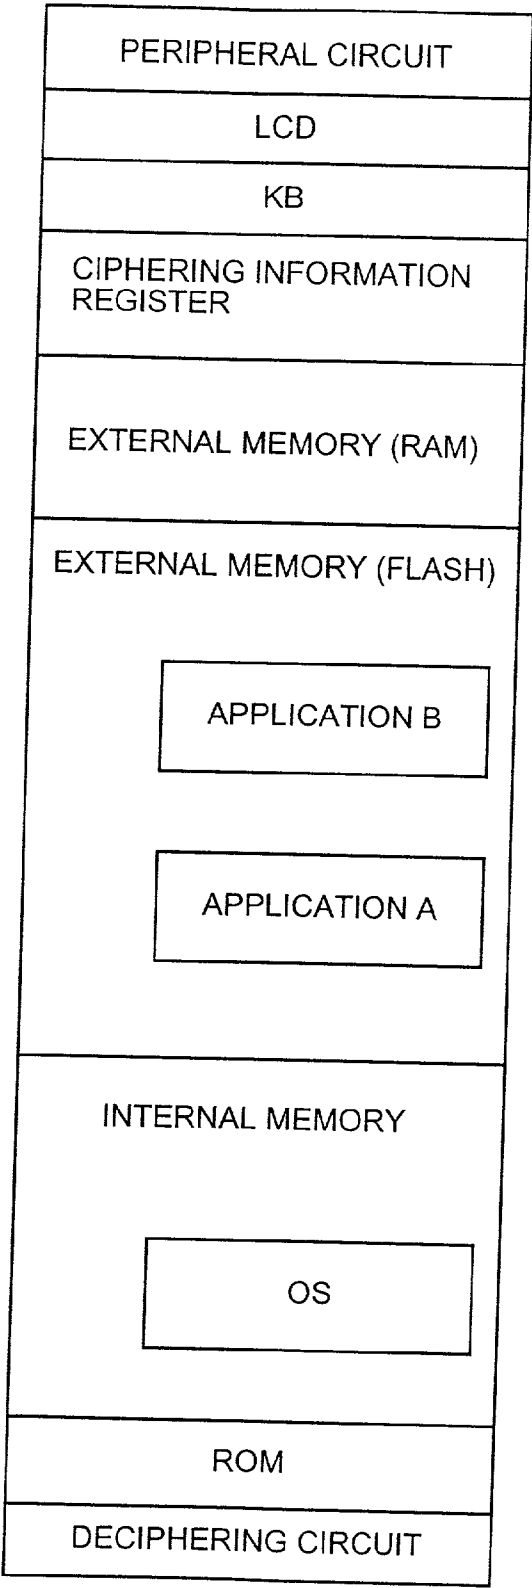 PERIPHERAL CIRCUIT
LCD
KB
CIPHERING INFORMATION
REGISTER
EXTERNAL MEMORY (RAM)
EXTERNAL MEMORY (FLASH)
APPLICATION B
APPLICATION A
INTERNAL MEMORY
OS
ROM
DECIPHERING CIRCUIT